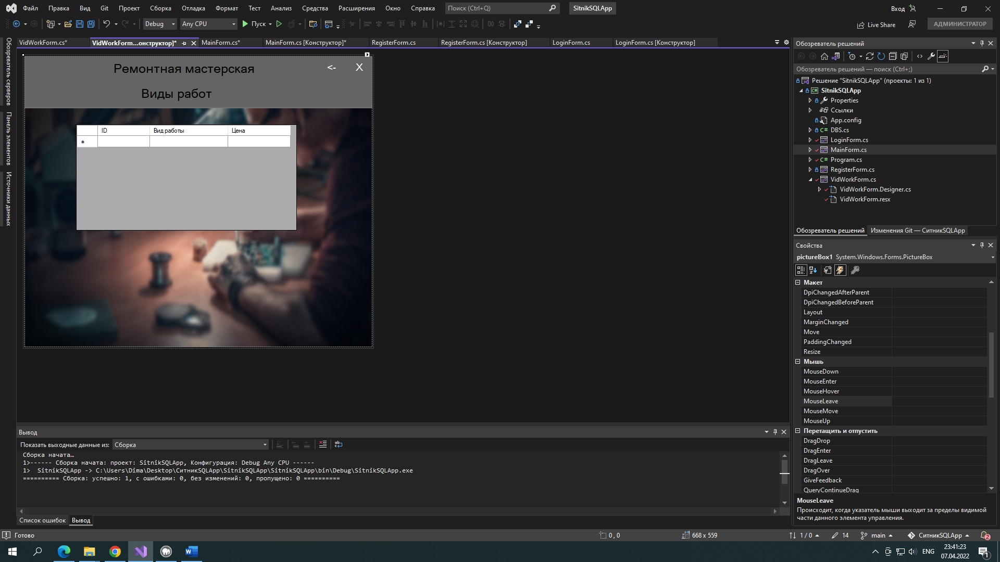 Файл Правка Вид Git Проект Сборка Отладка Формат Тест Анализ Средства Расширения Окно Справка Поиск (Ctrl+Q) SitnikSQLApp Вход
Debug Any CPU Пуск Live Share АДМИНИСТРАТОР
VidWorkForm.cs* VidWorkForm...онструктор]* MainForm.cs* MainForm.cs [Конструктор]* RegisterForm.cs RegisterForm.cs [Конструктор] LoginForm.cs LoginForm.cs [Конструктор]
Обозреватель серверов
Панель элементов
Источники данных
Ремонтная мастерская <- X
Виды работ
ID Вид работы Цена
*
Обозреватель решений
Обозреватель решений — поиск (Ctrl+;)
Решение "SitnikSQLApp" (проекты: 1 из 1)
SitnikSQLApp
Properties
Ссылки
App.config
DBS.cs
LoginForm.cs
MainForm.cs
Program.cs
RegisterForm.cs
VidWorkForm.cs
VidWorkForm.Designer.cs
VidWorkForm.resx
Обозреватель решений Изменения Git — СитникSQLApp
Свойства
pictureBox1 System.Windows.Forms.PictureBox
Макет
DpiChangedAfterParent
DpiChangedBeforeParent
Layout
MarginChanged
Move
PaddingChanged
Resize
Мышь
MouseDown
MouseEnter
MouseHover
MouseLeave
MouseMove
MouseUp
Перетащить и отпустить
DragDrop
DragEnter
DragLeave
DragOver
GiveFeedback
QueryContinueDrag
MouseLeave
Происходит, когда указатель мыши выходит за пределы видимой
части данного элемента управления.
Вывод
Показать выходные данные из: Сборка
Сборка начата…
1>------ Сборка начата: проект: SitnikSQLApp, Конфигурация: Debug Any CPU ------
1>  SitnikSQLApp -> C:\Users\Dima\Desktop\СитникSQLApp\SitnikSQLApp\SitnikSQLApp\bin\Debug\SitnikSQLApp.exe
========== Сборка: успешно: 1, с ошибками: 0, без изменений: 0, пропущено: 0 ==========
Список ошибок Вывод
Готово 0 , 0 668 x 559 1 / 0 14 main СитникSQLApp 2
ENG 23:41:23
07.04.2022 1